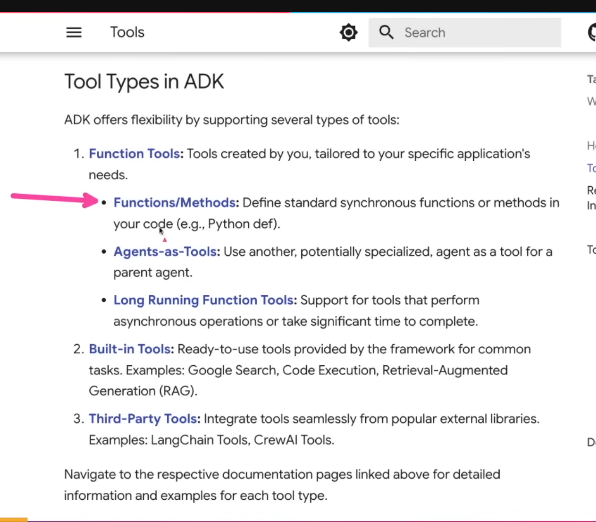 Tools
Search
Tool Types in ADK
ADK offers flexibility by supporting several types of tools:
1. Function Tools: Tools created by you, tailored to your specific application's
needs.
• Functions/Methods: Define standard synchronous functions or methods in
your code (e.g., Python def).
• Agents-as-Tools: Use another, potentially specialized, agent as a tool for a
parent agent.
• Long Running Function Tools: Support for tools that perform
asynchronous operations or take significant time to complete.
2. Built-in Tools: Ready-to-use tools provided by the framework for common
tasks. Examples: Google Search, Code Execution, Retrieval-Augmented
Generation (RAG).
3. Third-Party Tools: Integrate tools seamlessly from popular external libraries.
Examples: LangChain Tools, CrewAI Tools.
Navigate to the respective documentation pages linked above for detailed
information and examples for each tool type.